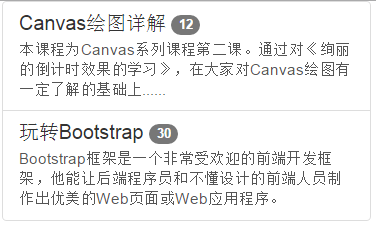 Canvas绘图详解 12
本课程为Canvas系列课程第二课。通过对《绚丽
的倒计时效果的学习》，在大家对Canvas绘图有
一定了解的基础上......
玩转Bootstrap 30
Bootstrap框架是一个非常受欢迎的前端开发框
架，他能让后端程序员和不懂设计的前端人员制
作出优美的Web页面或Web应用程序。